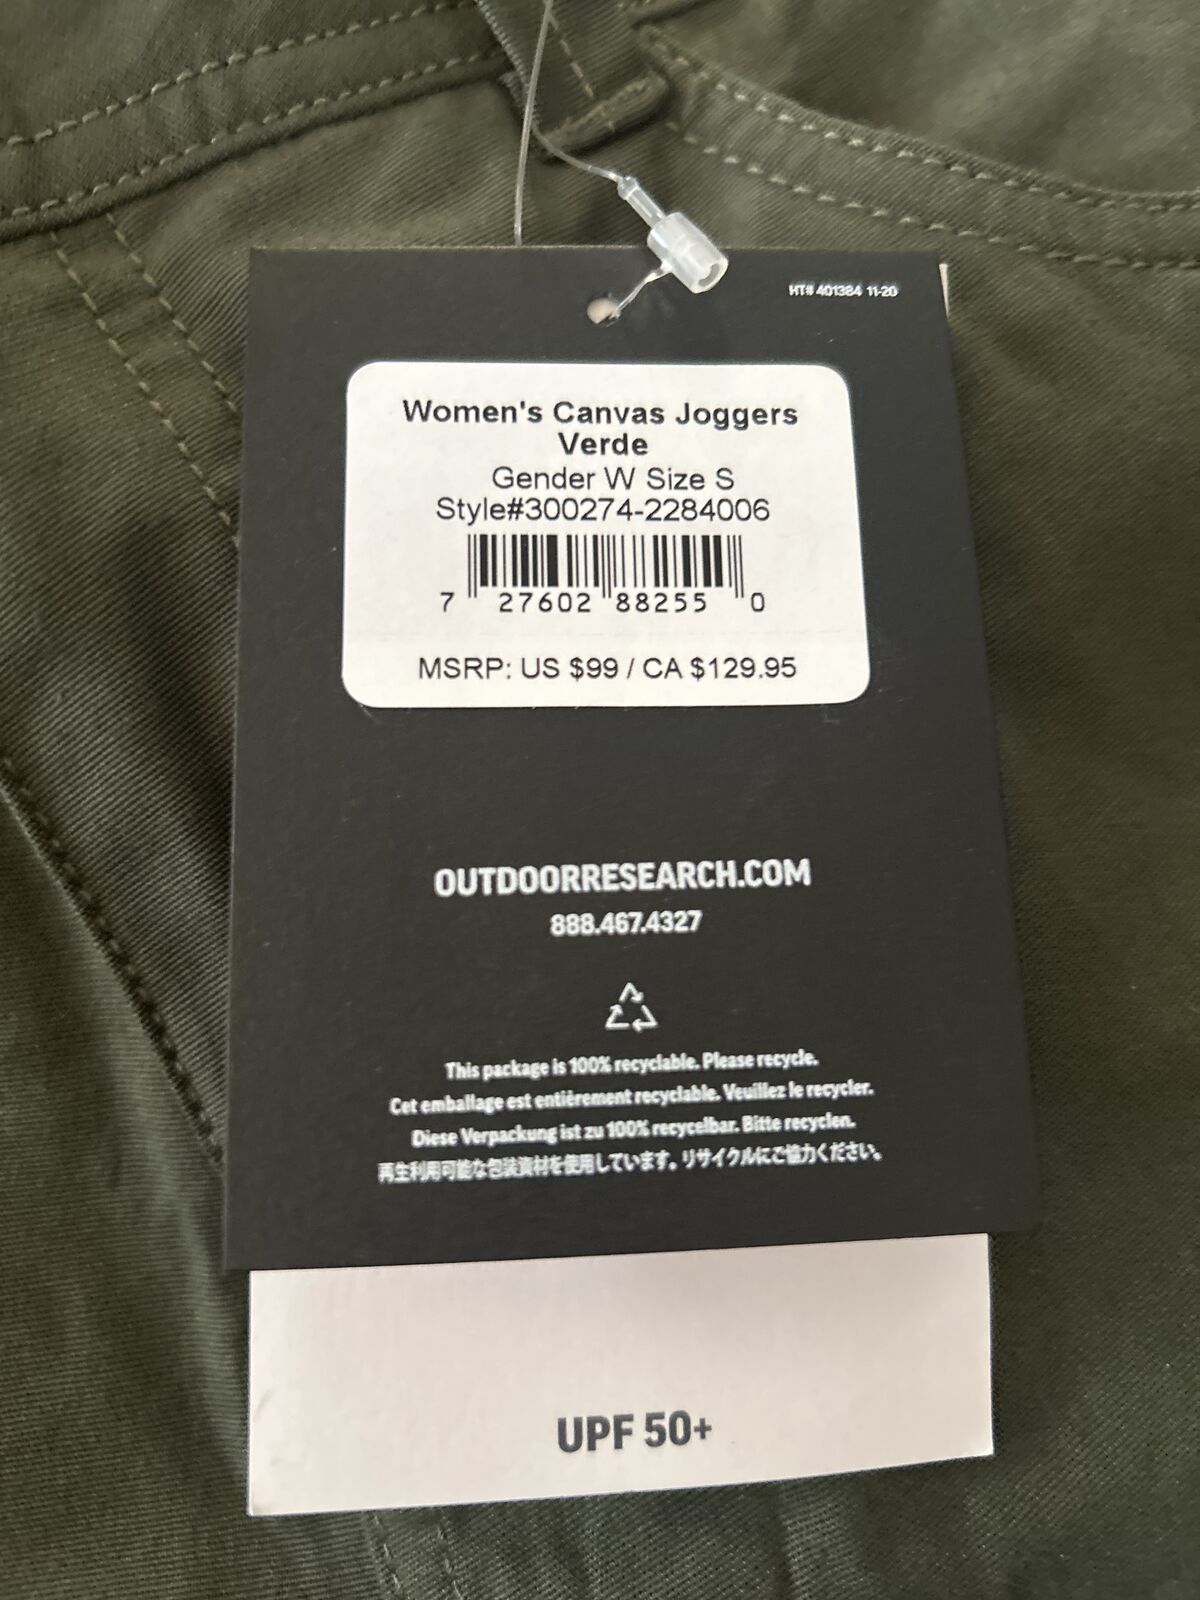 HT# 401384 11-20
Women's Canvas Joggers
Verde
Gender W Size S
Style#300274-2284006
7 27602 88255 0
MSRP: US $99 / CA $129.95
OUTDOORRESEARCH.COM
888.467.4327
This package is 100% recyclable. Please recycle.
Cet emballage est entièrement recyclable. Veuillez le recycler.
Diese Verpackung ist zu 100% recycelbar. Bitte recyclen.
再生利用可能な包装資材を使用しています。リサイクルにご協力ください。
UPF 50+